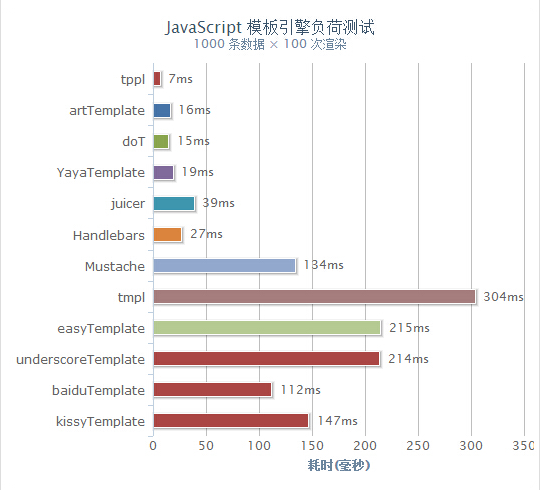 JavaScript 模板引擎负荷测试
1000 条数据 × 100 次渲染
tppl 7ms
artTemplate 16ms
doT 15ms
YayaTemplate 19ms
juicer 39ms
Handlebars 27ms
Mustache 134ms
tmpl 304ms
easyTemplate 215ms
underscoreTemplate 214ms
baiduTemplate 112ms
kissyTemplate 147ms
0 50 100 150 200 250 300 350
耗时(毫秒)